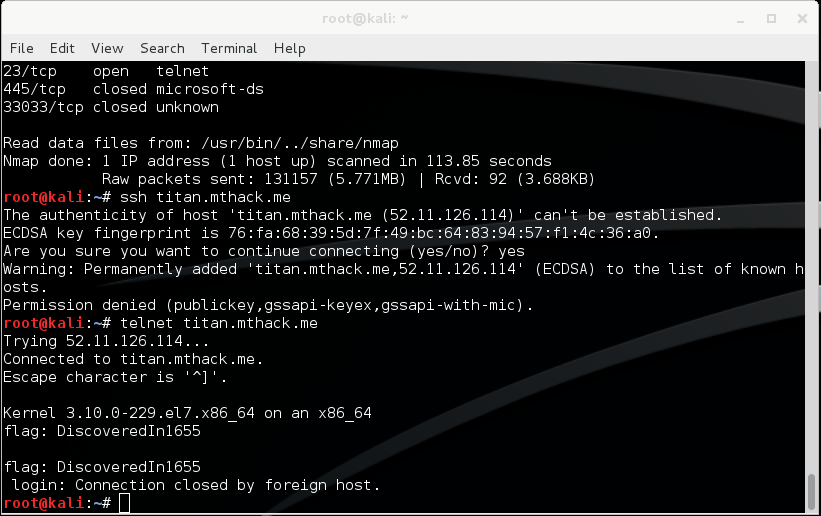 root@kali: ~
File Edit View Search Terminal Help
23/tcp    open   telnet
445/tcp   closed microsoft-ds
33033/tcp closed unknown
Read data files from: /usr/bin/../share/nmap
Nmap done: 1 IP address (1 host up) scanned in 113.85 seconds
           Raw packets sent: 131157 (5.771MB) | Rcvd: 92 (3.688KB)
root@kali:~# ssh titan.mthack.me
The authenticity of host 'titan.mthack.me (52.11.126.114)' can't be established.
ECDSA key fingerprint is 76:fa:68:39:5d:7f:49:bc:64:83:94:57:f1:4c:36:a0.
Are you sure you want to continue connecting (yes/no)? yes
Warning: Permanently added 'titan.mthack.me,52.11.126.114' (ECDSA) to the list of known h
osts.
Permission denied (publickey,gssapi-keyex,gssapi-with-mic).
root@kali:~# telnet titan.mthack.me
Trying 52.11.126.114...
Connected to titan.mthack.me.
Escape character is '^]'.
Kernel 3.10.0-229.el7.x86_64 on an x86_64
flag: DiscoveredIn1655
flag: DiscoveredIn1655
 login: Connection closed by foreign host.
root@kali:~#